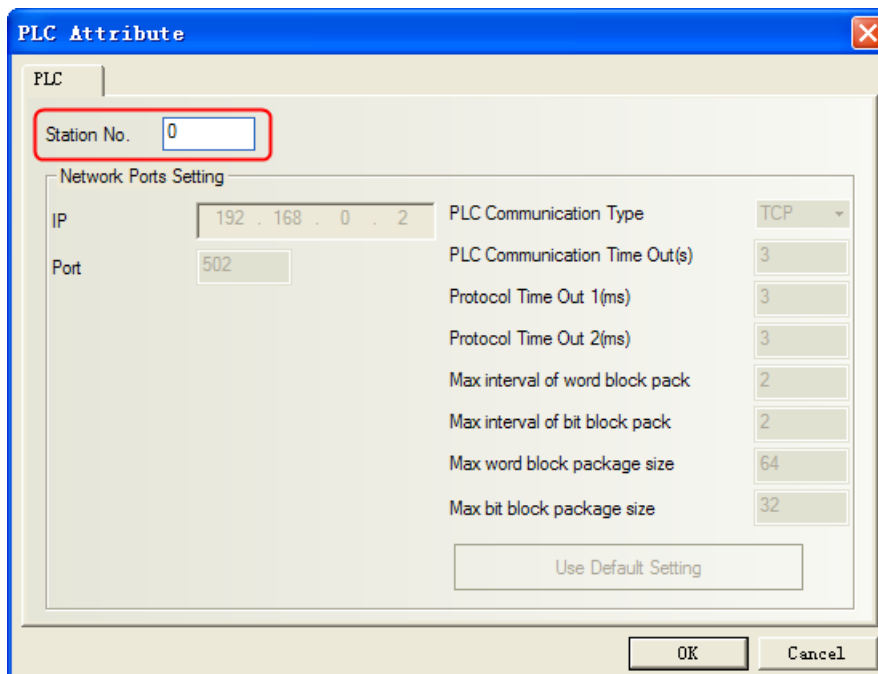 PLC Attribute
PLC
Station No. 0
Network Ports Setting
IP 192 . 168 . 0 . 2
Port 502
PLC Communication Type TCP
PLC Communication Time Out(s) 3
Protocol Time Out 1(ms) 3
Protocol Time Out 2(ms) 3
Max interval of word block pack 2
Max interval of bit block pack 2
Max word block package size 64
Max bit block package size 32
Use Default Setting
OK Cancel